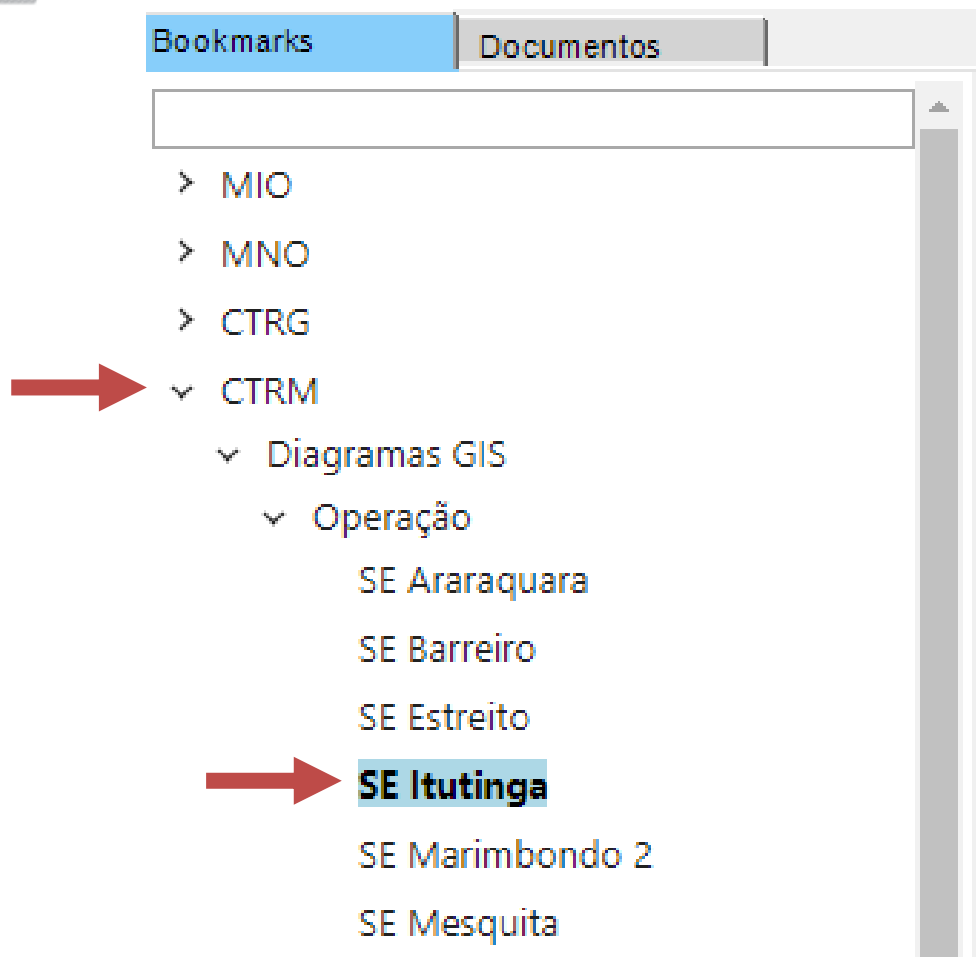 Bookmarks Documentos
MIO
MNO
CTRG
CTRM
Diagramas GIS
Operação
SE Araraquara
SE Barreiro
SE Estreito
SE Itutinga
SE Marimbondo 2
SE Mesquita